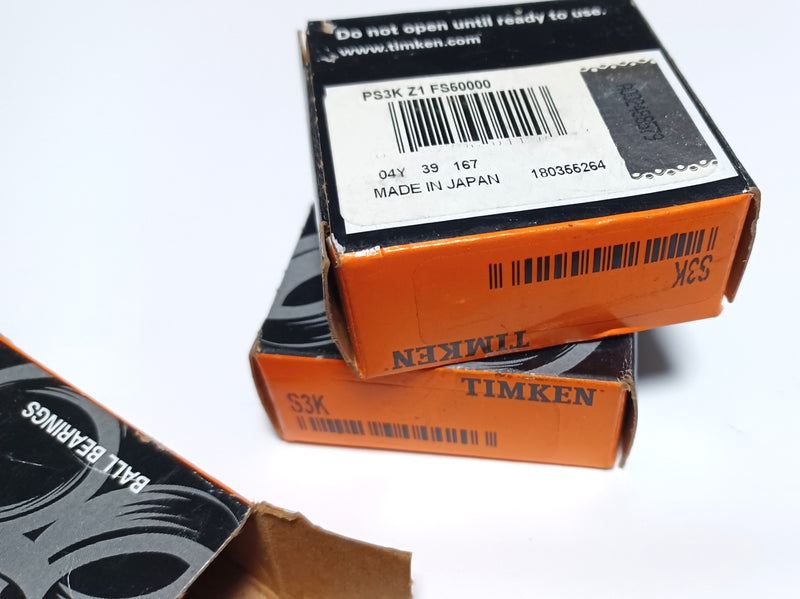 Do not open until ready to use.
www.timken.com
PS3K Z1 FS50000
04Y 39 167
MADE IN JAPAN 180355264
S3K
TIMKEN
S3K
TIMKEN
BALL BEARINGS